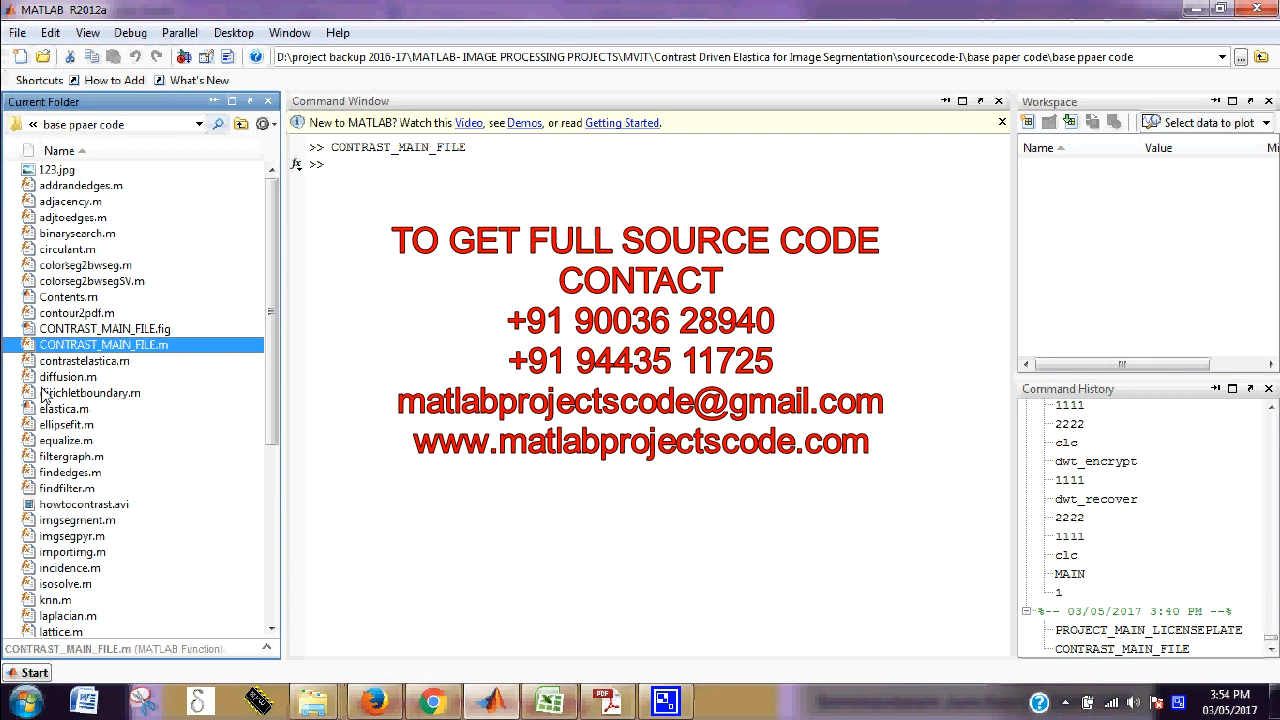 MATLAB R2012a
File Edit View Debug Parallel Desktop Window Help
D:\project backup 2016-17\MATLAB- IMAGE PROCESSING PROJECTS\MVIT\Contrast Driven Elastica for Image Segmentation\sourcecode-I\base paper code\base ppaer code
Shortcuts How to Add What's New
Current Folder
« base ppaer code
Name
123.jpg
addrandedges.m
adjacency.m
adjtoedges.m
binarysearch.m
circulant.m
colorseg2bwseg.m
colorseg2bwsegSV.m
Contents.m
contour2pdf.m
CONTRAST_MAIN_FILE.fig
CONTRAST_MAIN_FILE.m
contrastelastica.m
diffusion.m
dirichletboundary.m
elastica.m
ellipsefit.m
equalize.m
filtergraph.m
findedges.m
findfilter.m
howtocontrast.avi
imgsegment.m
imgsegpyr.m
importimg.m
incidence.m
isosolve.m
knn.m
laplacian.m
lattice.m
CONTRAST_MAIN_FILE.m (MATLAB Function)
Start
Command Window
New to MATLAB? Watch this Video, see Demos, or read Getting Started.
>> CONTRAST_MAIN_FILE
fx >>
TO GET FULL SOURCE CODE
CONTACT
+91 90036 28940
+91 94435 11725
matlabprojectscode@gmail.com
www.matlabprojectscode.com
Workspace
Select data to plot
Name Value Mi
Command History
1111
2222
clc
dwt_encrypt
1111
dwt_recover
2222
1111
clc
MAIN
1
%-- 03/05/2017 3:40 PM --%
PROJECT_MAIN_LICENSEPLATE
CONTRAST_MAIN_FILE
3:54 PM
03/05/2017